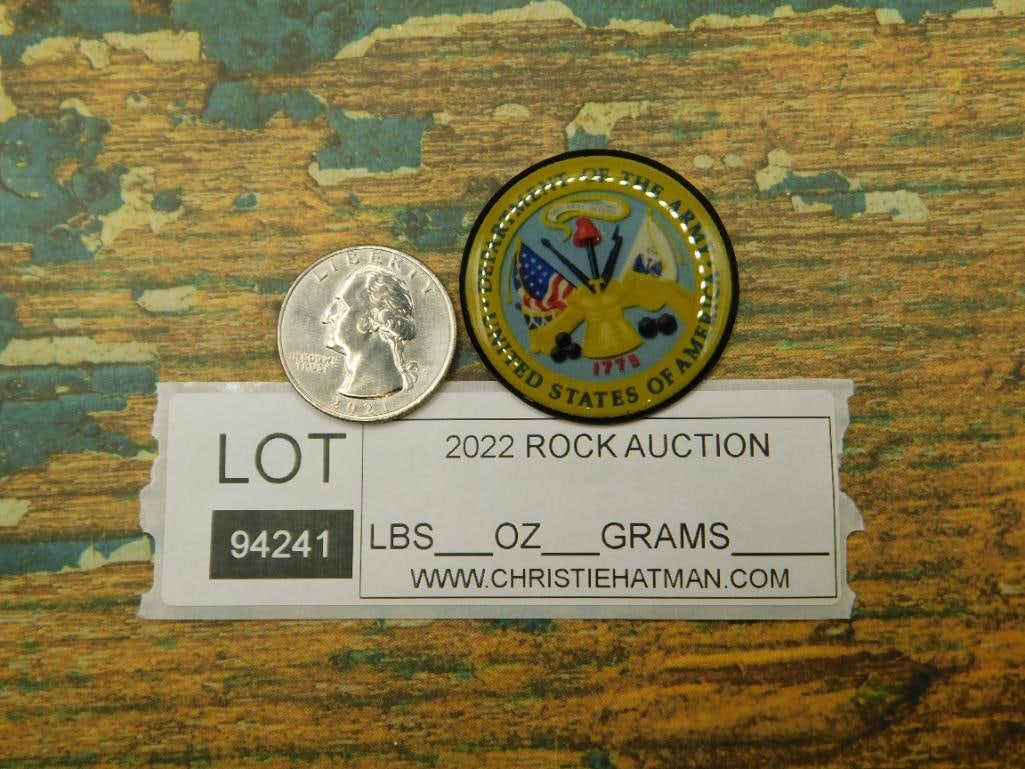 DEPARTMENT OF THE ARMY
UNITED STATES OF AMERICA
1775
LIBERTY
IN GOD WE
TRUST
2021
LOT
94241
2022 ROCK AUCTION
LBS___OZ___GRAMS_____
WWW.CHRISTIEHATMAN.COM